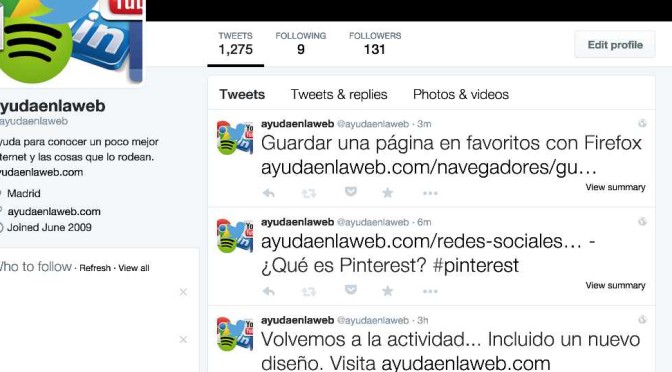 You
TWEETS
1,275
FOLLOWING
9
FOLLOWERS
131
Edit profile
yudaenlaweb
ayudaenlaweb
yuda para conocer un poco mejor
ternet y las cosas que lo rodean.
yudaenlaweb.com
Madrid
ayudaenlaweb.com
Joined June 2009
Who to follow · Refresh · View all
Tweets
Tweets & replies
Photos & videos
ayudaenlaweb @ayudaenlaweb · 3m
Guardar una página en favoritos con Firefox
ayudaenlaweb.com/navegadores/gu…
View summary
ayudaenlaweb @ayudaenlaweb · 6m
ayudaenlaweb.com/redes-sociales… -
¿Qué es Pinterest? #pinterest
View summary
ayudaenlaweb @ayudaenlaweb · 3h
Volvemos a la actividad... Incluido un nuevo
diseño. Visita ayudaenlaweb.com